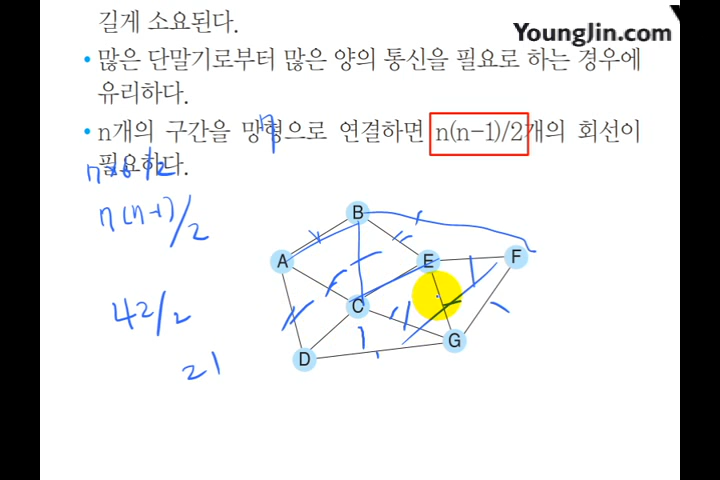 길게 소요된다.
YoungJin.com
• 많은 단말기로부터 많은 양의 통신을 필요로 하는 경우에
유리하다.
7
• n개의 구간을 망형으로 연결하면 n(n-1)/2개의 회선이
필요하다.
7×6/2
n(n-1)/2
42/2
21
B
A
E
F
C
D
G